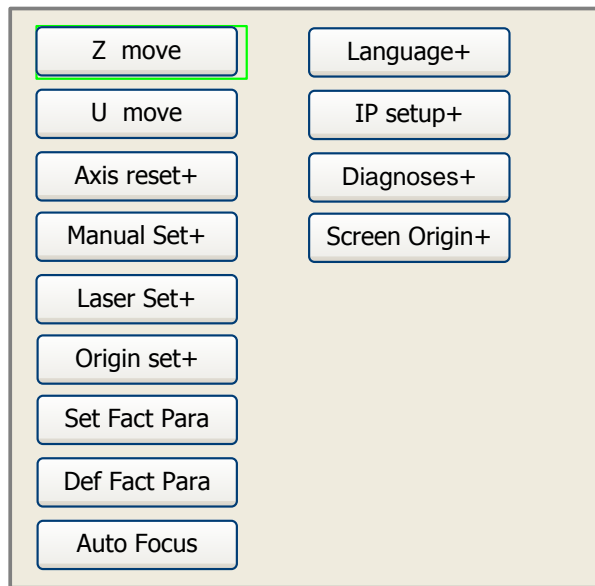 Z move
U move
Axis reset+
Manual Set+
Laser Set+
Origin set+
Set Fact Para
Def Fact Para
Auto Focus
Language+
IP setup+
Diagnoses+
Screen Origin+